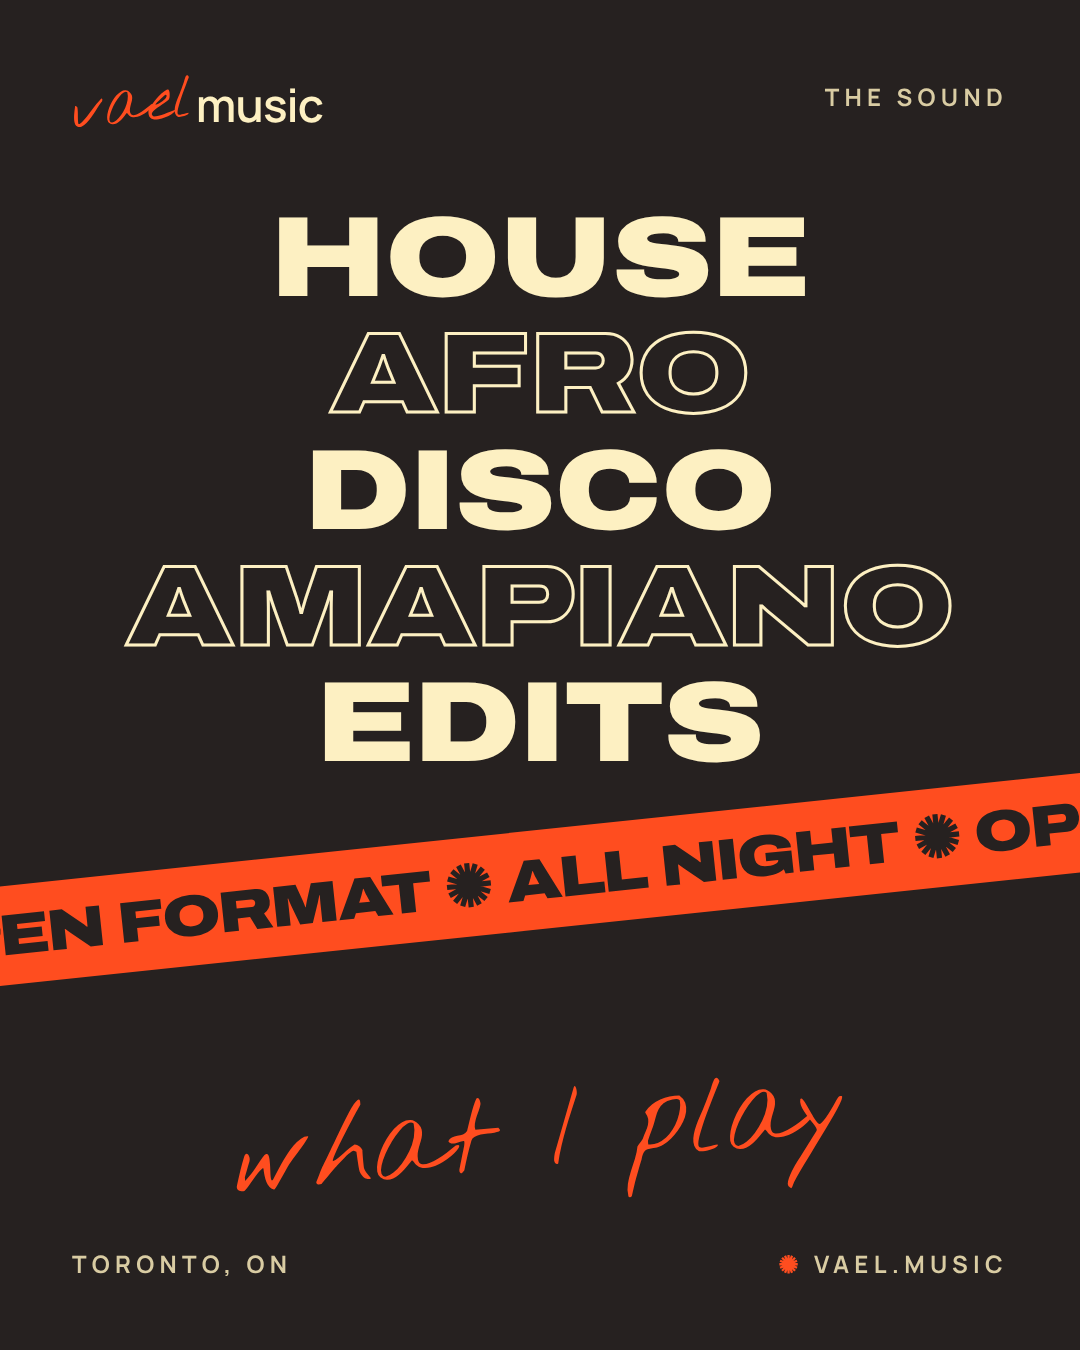 vael music
THE SOUND
HOUSE
AFRO
DISCO
AMAPIANO
EDITS
EN FORMAT ✺ ALL NIGHT ✺ OP
what I play
TORONTO, ON
✺ VAEL.MUSIC